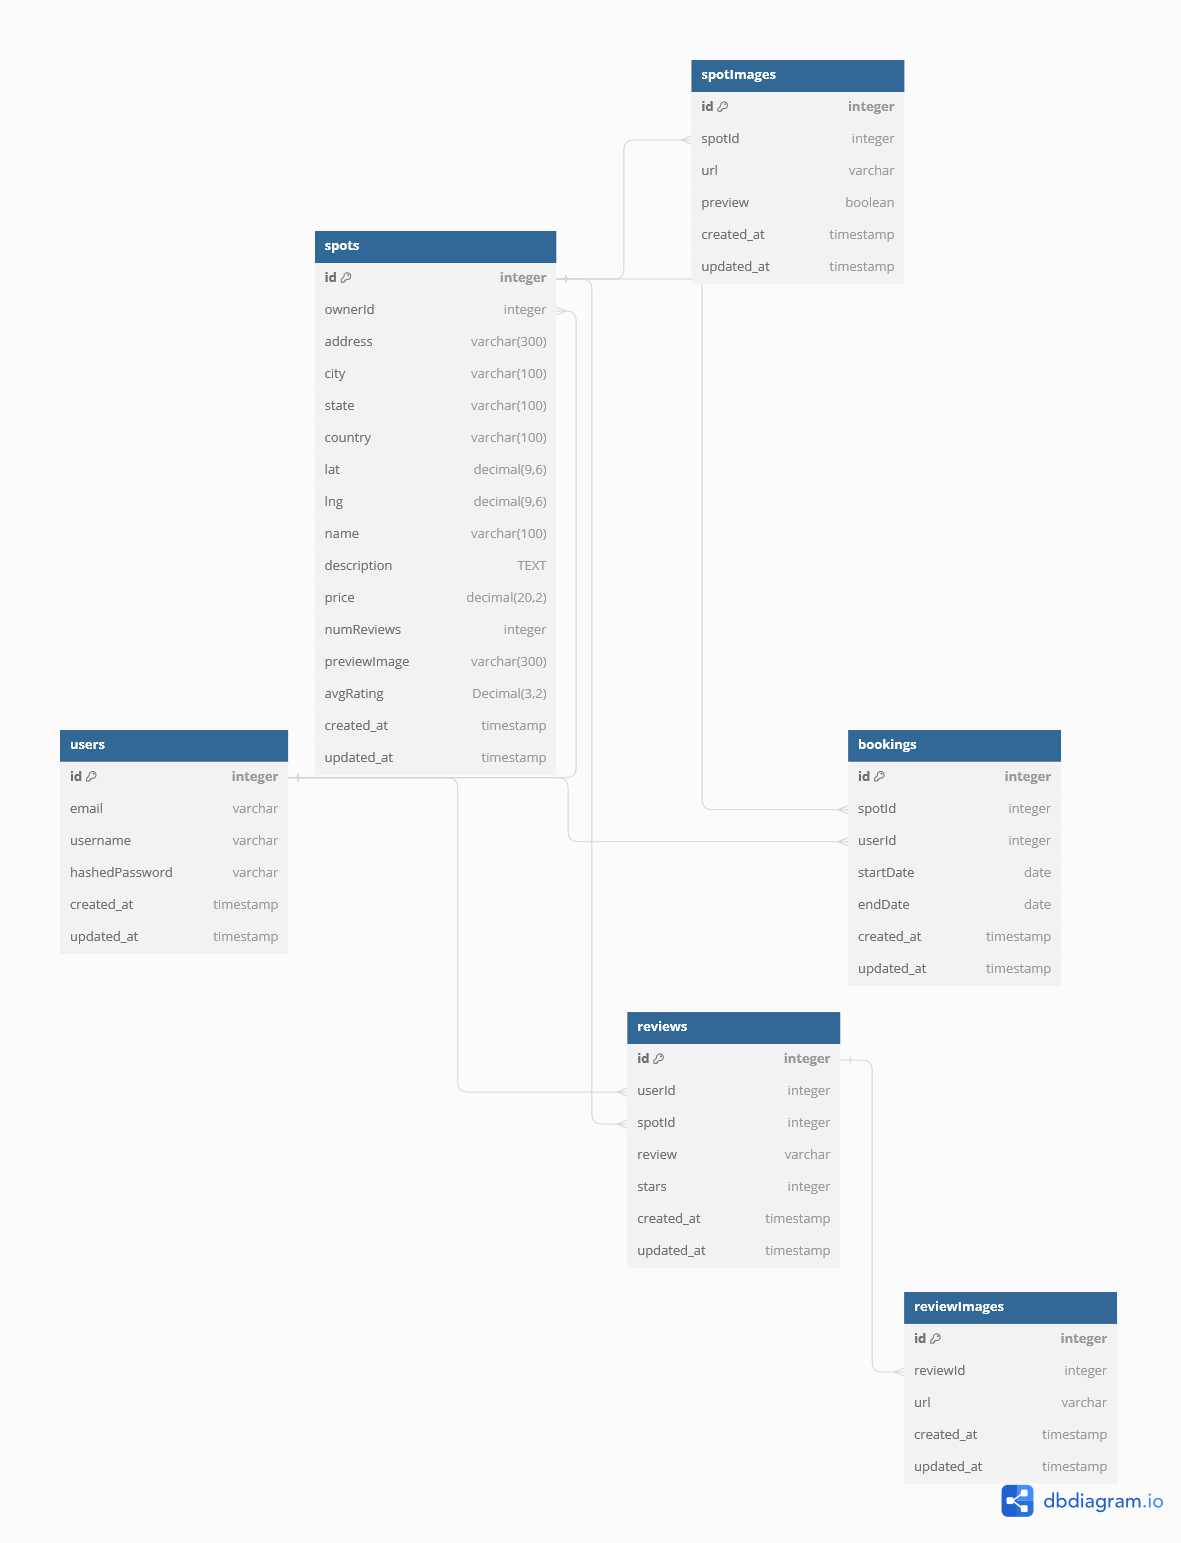 spotImages
id integer
spotId integer
url varchar
preview boolean
created_at timestamp
updated_at timestamp
spots
id integer
ownerId integer
address varchar(300)
city varchar(100)
state varchar(100)
country varchar(100)
lat decimal(9,6)
lng decimal(9,6)
name varchar(100)
description TEXT
price decimal(20,2)
numReviews integer
previewImage varchar(300)
avgRating Decimal(3,2)
created_at timestamp
updated_at timestamp
users
id integer
email varchar
username varchar
hashedPassword varchar
created_at timestamp
updated_at timestamp
bookings
id integer
spotId integer
userId integer
startDate date
endDate date
created_at timestamp
updated_at timestamp
reviews
id integer
userId integer
spotId integer
review varchar
stars integer
created_at timestamp
updated_at timestamp
reviewImages
id integer
reviewId integer
url varchar
created_at timestamp
updated_at timestamp
dbdiagram.io